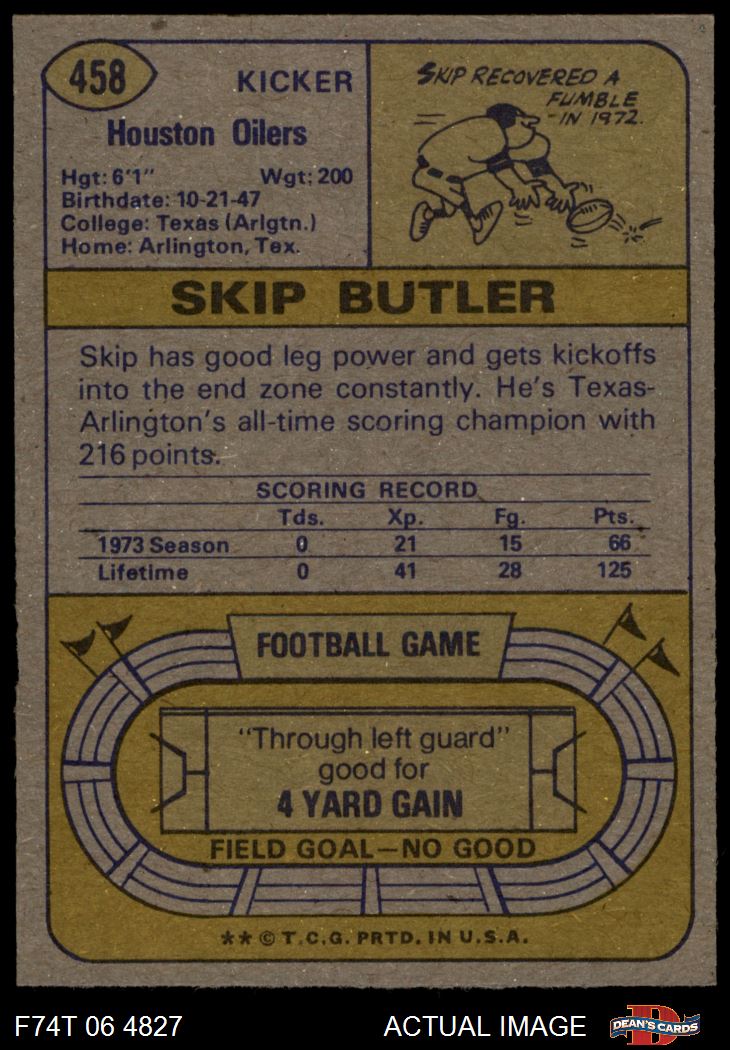 458
KICKER
Houston Oilers
Hgt: 6'1" Wgt: 200
Birthdate: 10-21-47
College: Texas (Arlgtn.)
Home: Arlington, Tex.
SKIP RECOVERED A
FUMBLE
-IN 1972.
SKIP BUTLER
Skip has good leg power and gets kickoffs
into the end zone constantly. He's Texas-
Arlington's all-time scoring champion with
216 points.
SCORING RECORD
Tds. Xp. Fg. Pts.
1973 Season 0 21 15 66
Lifetime 0 41 28 125
FOOTBALL GAME
"Through left guard"
good for
4 YARD GAIN
FIELD GOAL—NO GOOD
** © T.C.G. PRTD. IN U.S.A.
F74T 06 4827 ACTUAL IMAGE
D
DEAN'S CARDS